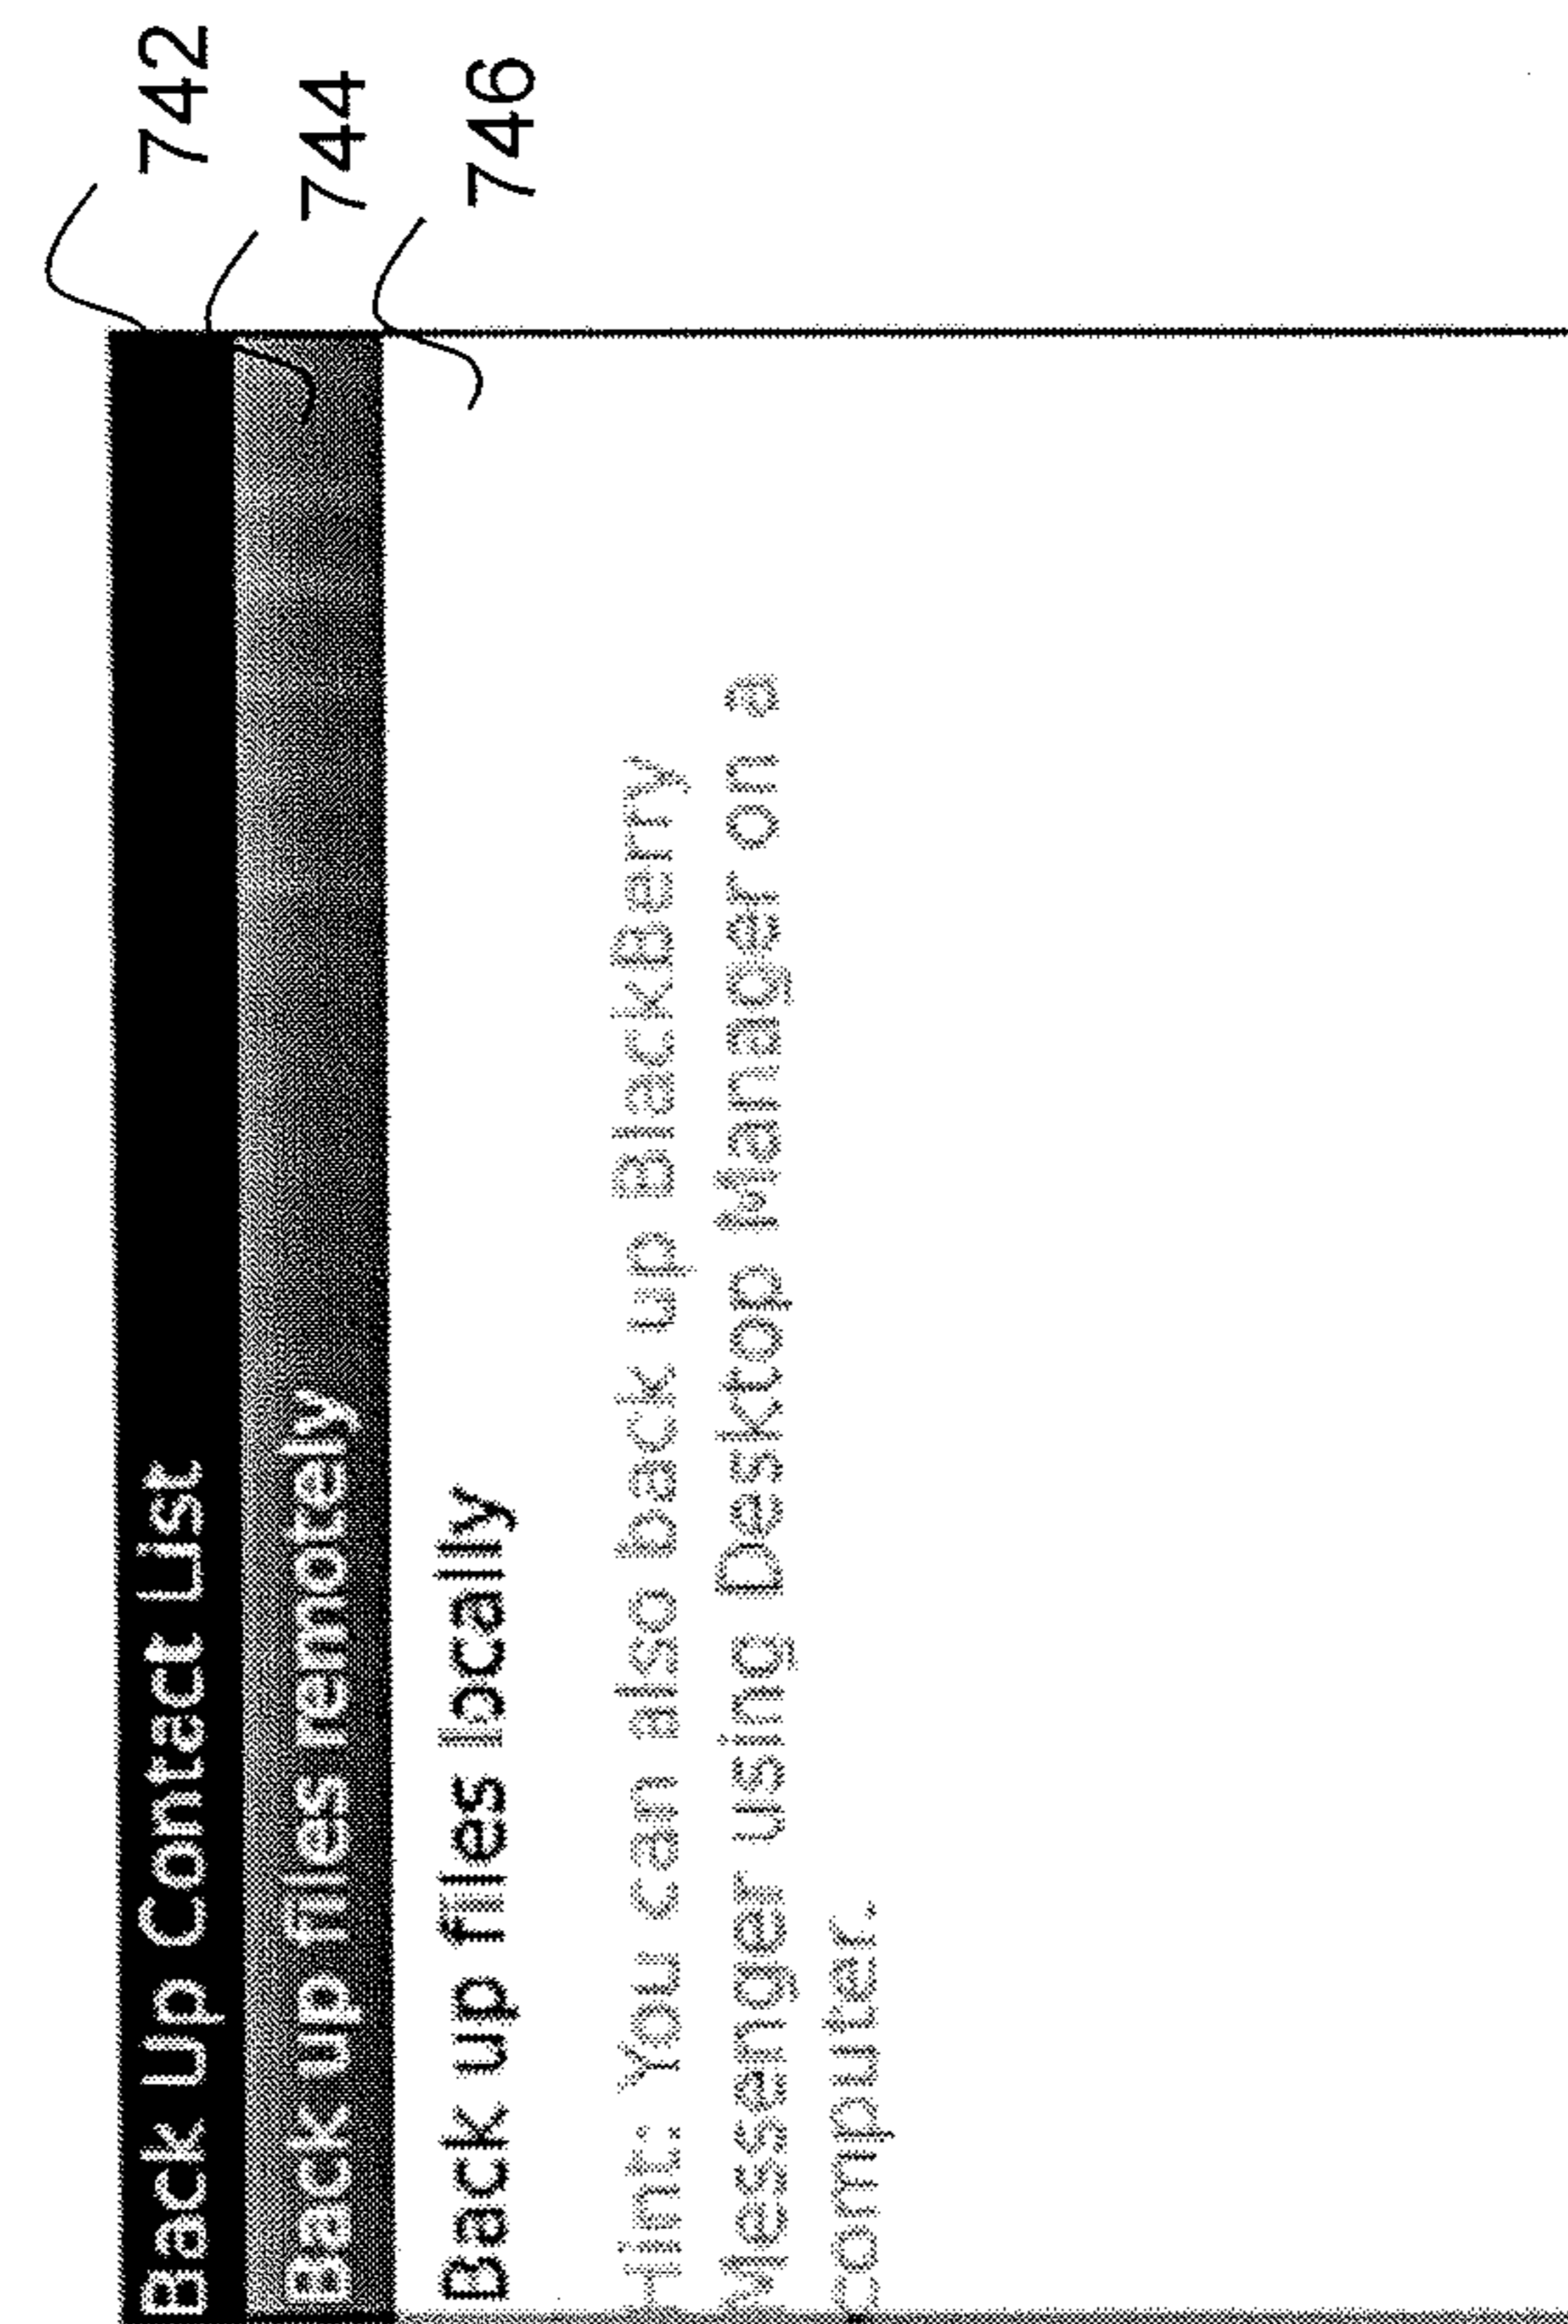 Back Up Contact List
Back up files remotely
Back up files locally
Hint: You can also back up BlackBerry
Messenger using Desktop Manager on a
computer.
742
744
746